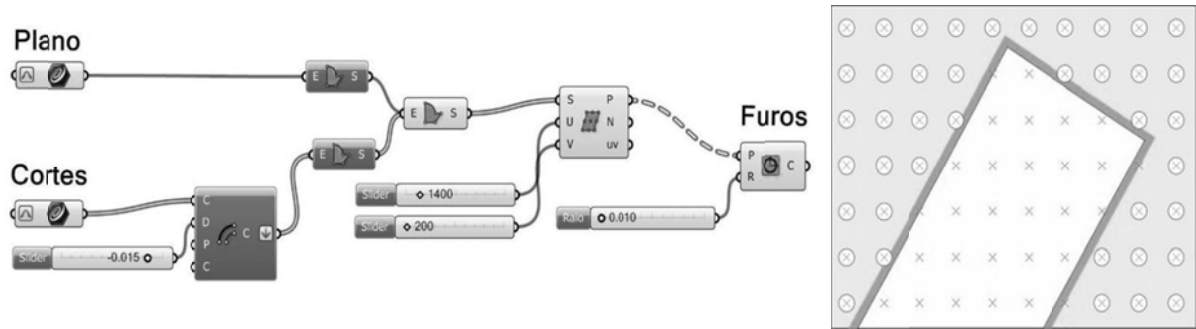 Plano
E S
E S
S P
U N
V uv
Furos
P C
R
E S
Cortes
C
D
P C
C
Slider 1400
Slider 200
Raio 0.010
Slider -0.015